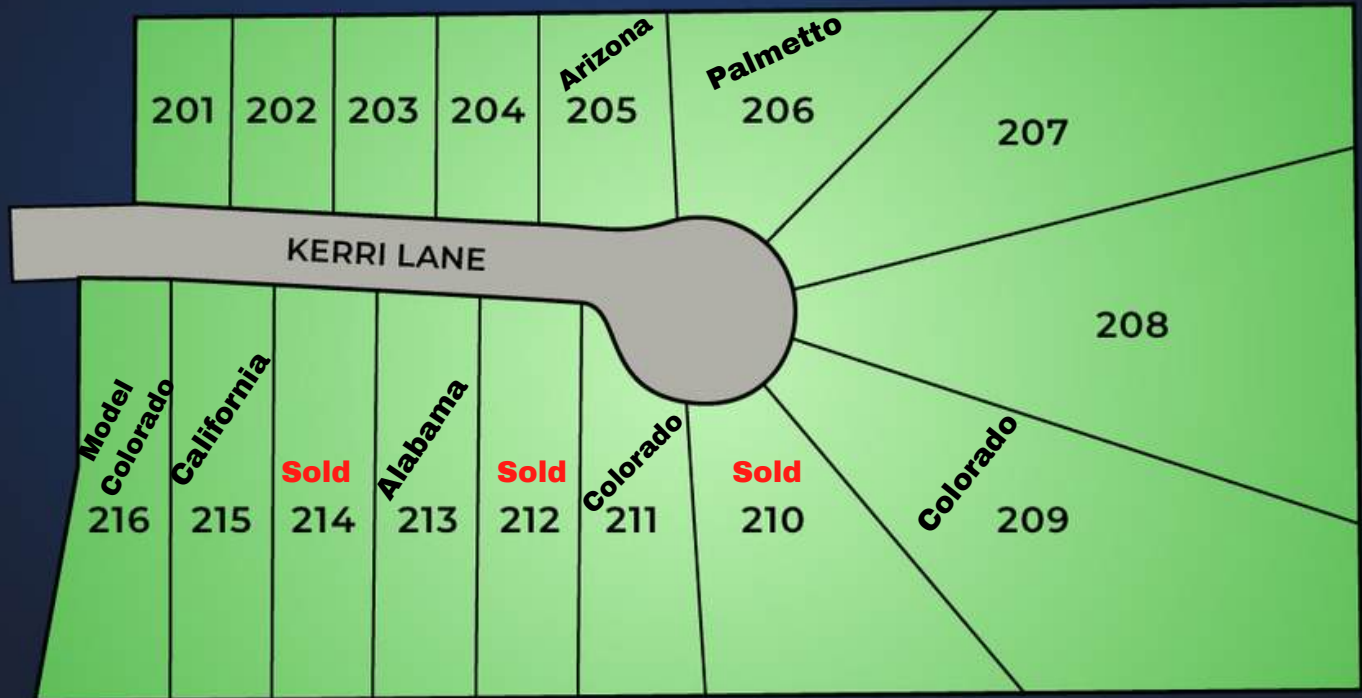 201
202
203
204
Arizona
205
Palmetto
206
207
KERRI LANE
208
Model
Colorado
216
California
215
Sold
214
Alabama
213
Sold
212
Colorado
211
Sold
210
Colorado
209